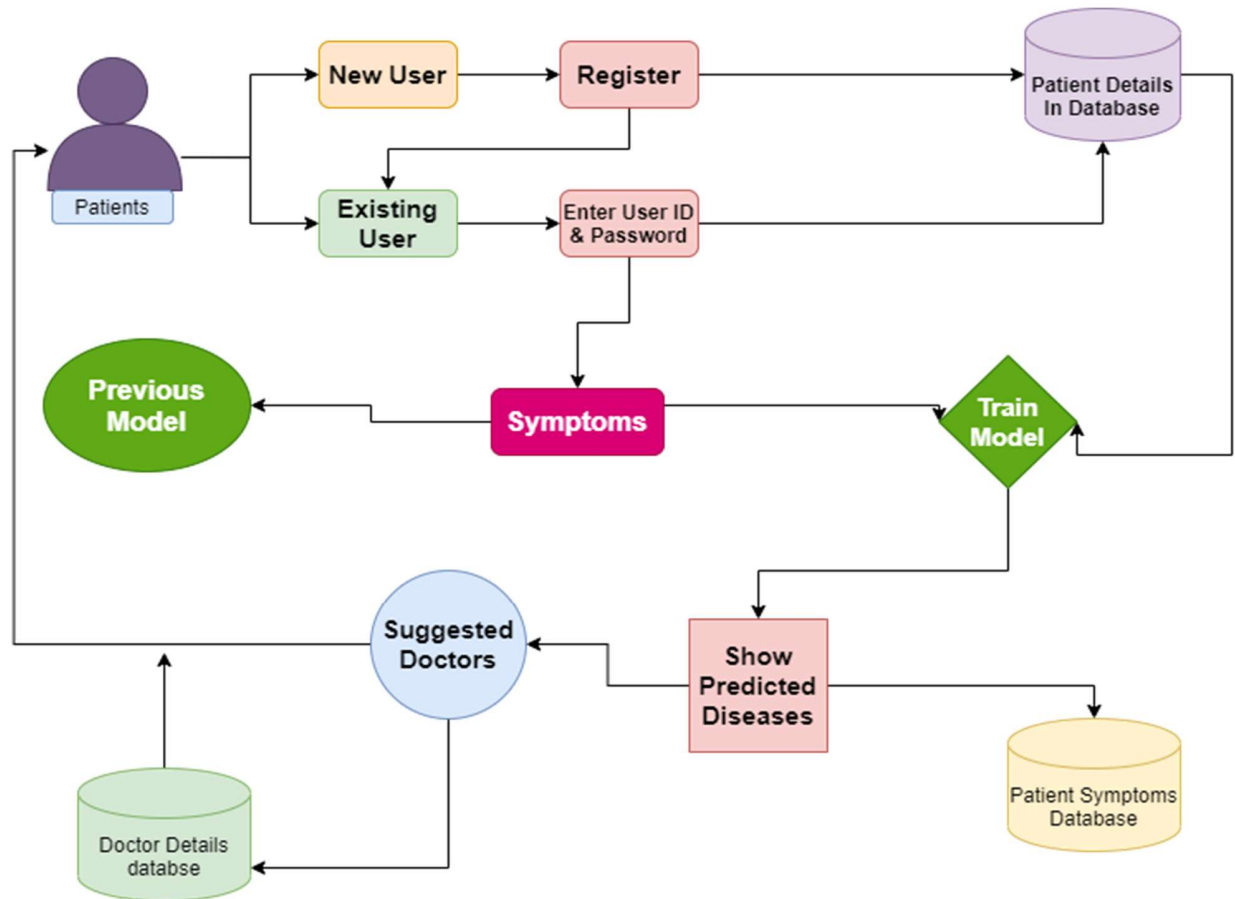 New User
Register
Patient Details
In Database
Patients
Existing
User
Enter User ID
& Password
Previous
Model
Symptoms
Train
Model
Suggested
Doctors
Show
Predicted
Diseases
Patient Symptoms
Database
Doctor Details
databse